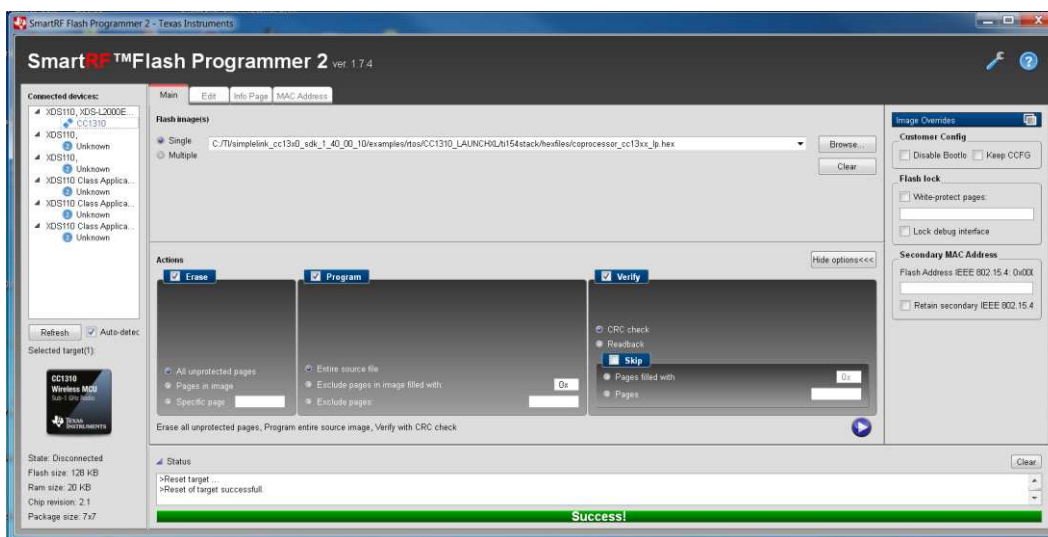 SmartRF Flash Programmer 2 - Texas Instruments
SmartRF™Flash Programmer 2 ver. 1.7.4
Connected devices:
XDS110, XDS-L2000E...
CC1310
XDS110,
Unknown
XDS110,
Unknown
XDS110 Class Applica...
Unknown
XDS110 Class Applica...
Unknown
XDS110 Class Applica...
Unknown
Refresh Auto-detec
Selected target(1):
CC1310
Wireless MCU
Sub-1 GHz Radio
TEXAS
INSTRUMENTS
State: Disconnected
Flash size: 128 KB
Ram size: 20 KB
Chip revision: 2.1
Package size: 7x7
Main Edit Info Page MAC Address
Flash image(s)
Single C:/TI/simplelink_cc13x0_sdk_1_40_00_10/examples/rtos/CC1310_LAUNCHXL/ti154stack/hexfiles/coprocessor_cc13xx_lp.hex Browse...
Multiple
Clear
Actions
Hide options<<<
Erase
All unprotected pages
Pages in image
Specific page
Program
Entire source file
Exclude pages in image filled with: 0x
Exclude pages:
Verify
CRC check
Readback
Skip
Pages filled with 0x
Pages
Erase all unprotected pages, Program entire source image, Verify with CRC check
Status Clear
>Reset target ...
>Reset of target successfull.
Success!
Image Overrides
Customer Config
Disable Bootlo Keep CCFG
Flash lock
Write-protect pages:
Lock debug interface
Secondary MAC Address
Flash Address IEEE 802.15.4: 0x00(
Retain secondary IEEE 802.15.4